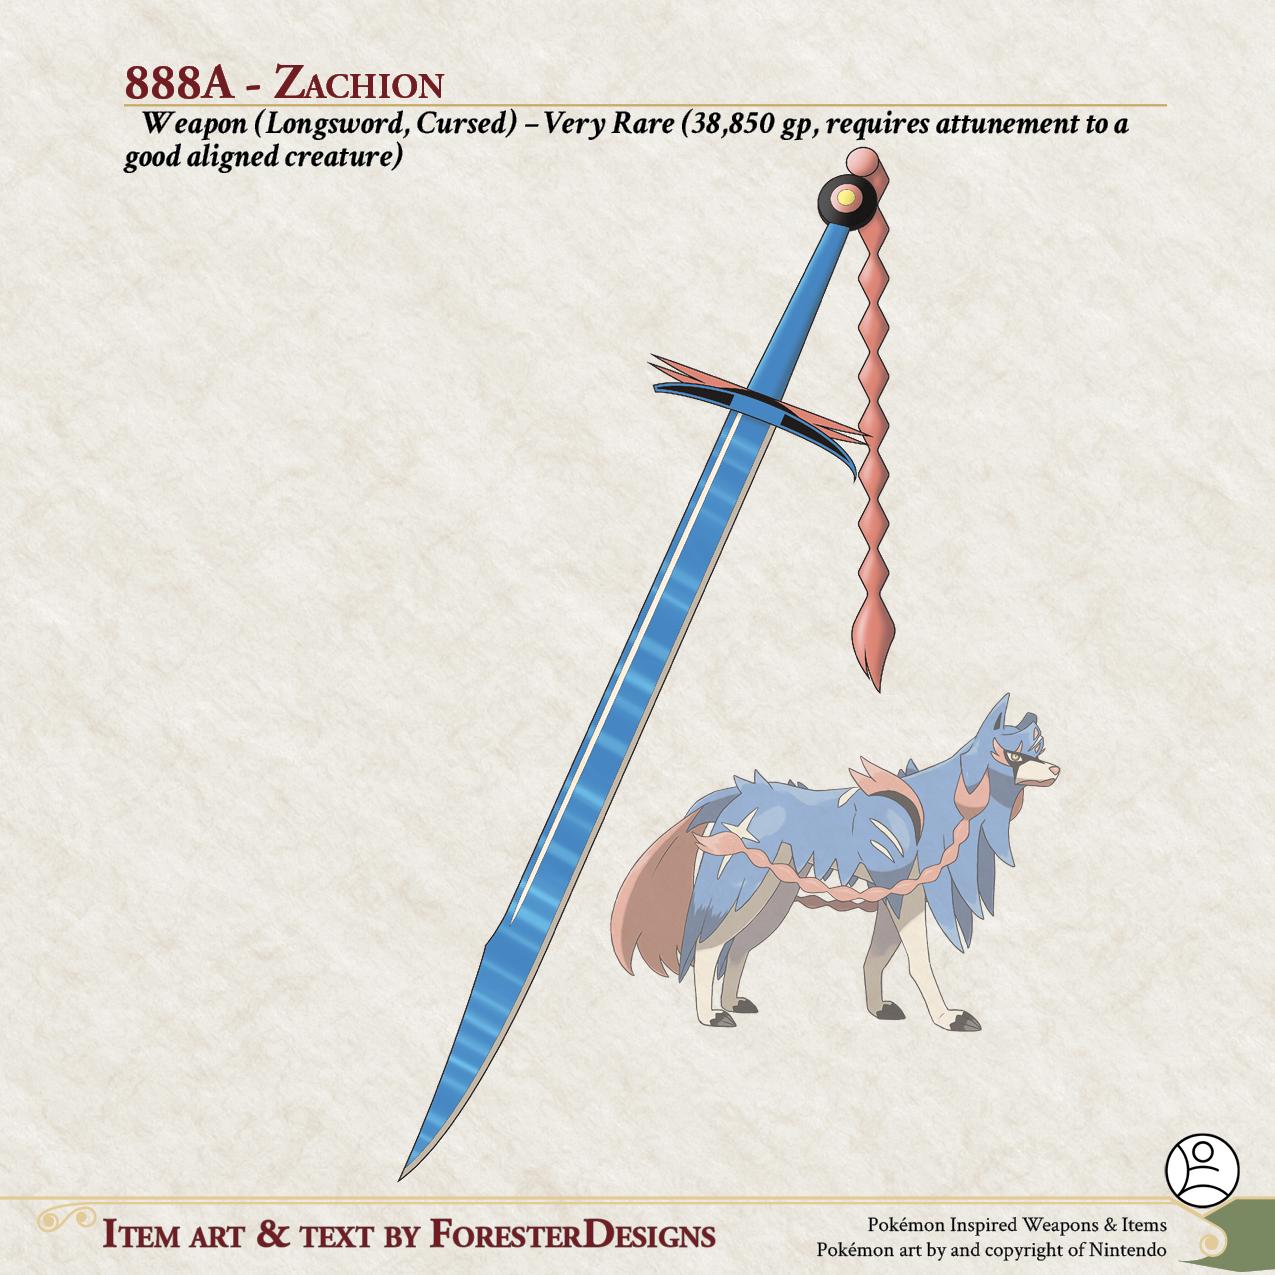 888A - Zachion
Weapon (Longsword, Cursed) – Very Rare (38,850 gp, requires attunement to a
good aligned creature)
Item art & text by ForesterDesigns
Pokémon Inspired Weapons & Items
Pokémon art by and copyright of Nintendo